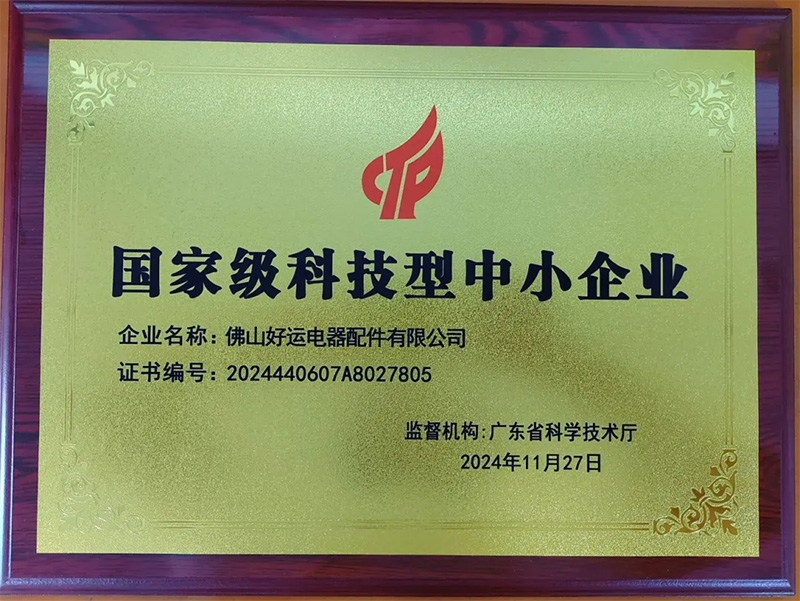 CTP
国家级科技型中小企业
企业名称：佛山好运电器配件有限公司
证书编号：2024440607A8027805
监督机构:广东省科学技术厅
2024年11月27日